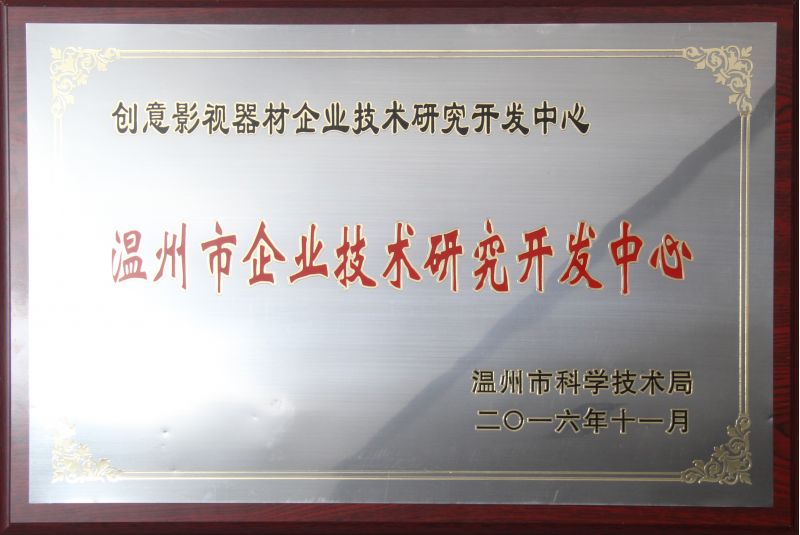 创意影视器材企业技术研究开发中心
温州市企业技术研究开发中心
温州市科学技术局
二〇一六年十一月